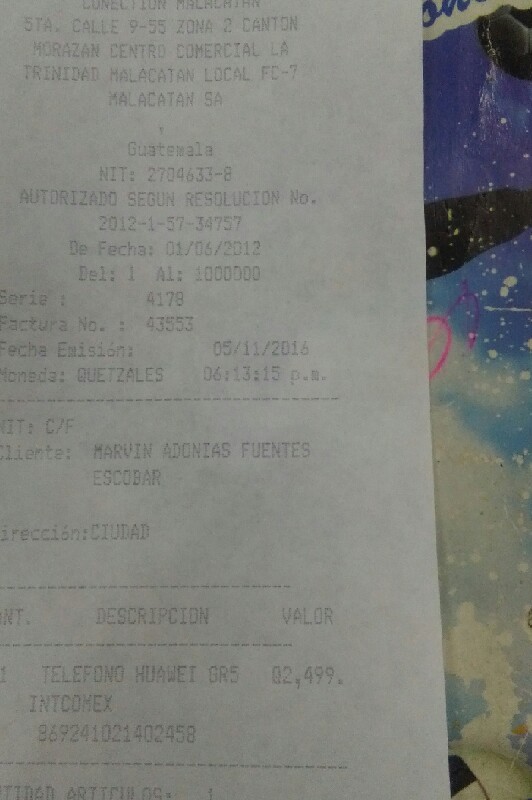 CONECTION MALACATAN
5TA. CALLE 9-55 ZONA 2 CANTON
MORAZAN CENTRO COMERCIAL LA
TRINIDAD MALACATAN LOCAL FC-7
MALACATAN SA
,
Guatemala
NIT: 2704633-8
AUTORIZADO SEGUN RESOLUCION No.
2012-1-57-34757
De Fecha: 01/06/2012
Del: 1 Al: 1000000
Serie : 4178
Factura No. : 43553
Fecha Emisión: 05/11/2016
Moneda: QUETZALES 06:13:15 p.m.
NIT: C/F
Cliente: MARVIN ADONIAS FUENTES
ESCOBAR
irección:CIUDAD
ANT. DESCRIPCION VALOR
1 TELEFONO HUAWEI GR5 Q2,499.
INTCOMEX
869241021402458
NTIDAD ARTICULOS: 1